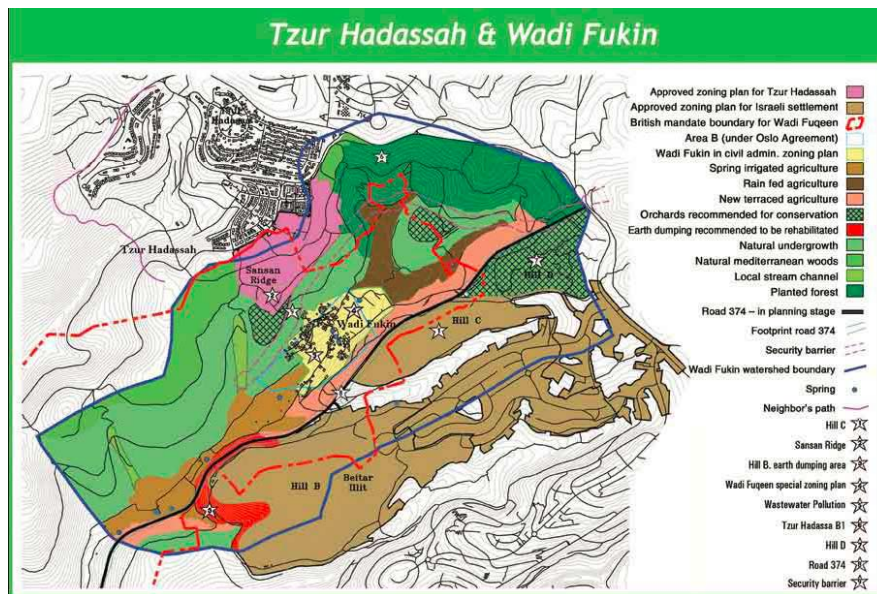 Tzur Hadassah & Wadi Fukin
Approved zoning plan for Tzur Hadassah
Approved zoning plan for Israeli settlement
British mandate boundary for Wadi Fuqeen
Area B (under Oslo Agreement)
Wadi Fukin in civil admin. zoning plan
Spring irrigated agriculture
Rain fed agriculture
New terraced agriculture
Orchards recommended for conservation
Earth dumping recommended to be rehabilitated
Natural undergrowth
Natural mediterranean woods
Local stream channel
Planted forest
Road 374 – in planning stage
Footprint road 374
Security barrier
Wadi Fukin watershed boundary
Spring
Neighbor's path
Hill C
Sansan Ridge
Hill B. earth dumping area
Wadi Fuqeen special zoning plan
Wastewater Pollution
Tzur Hadassa B1
Hill D
Road 374
Security barrier
Tzur Hadassah
Sansan
Ridge
Wadi Fukin
Hill C
Hill B
Beitar
Illit